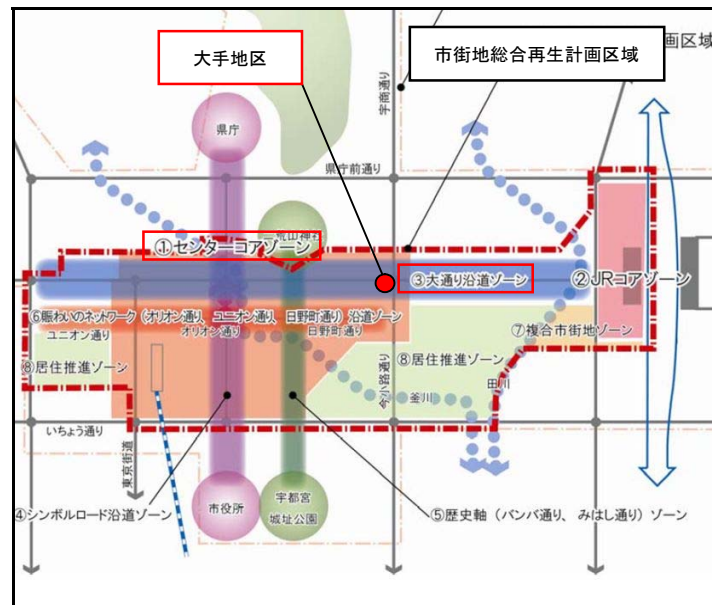 大手地区
市街地総合再生計画区域
画区域
宇商通り
県庁
県庁前通り
荒山神社
①センターコアゾーン
③大通り沿道ゾーン
②JRコアゾーン
⑥賑わいのネットワーク（オリオン通り、ユニオン通り、日野町通り）沿道ゾーン
ユニオン通り
オリオン通り
日野町通り
⑦複合市街地ゾーン
⑧居住推進ゾーン
⑧居住推進ゾーン
今小路通り
釜川
田川
いちょう通り
東京街道
市役所
宇都宮
城址公園
④シンボルロード沿道ゾーン
⑤歴史軸（バンバ通り、みはし通り）ゾーン